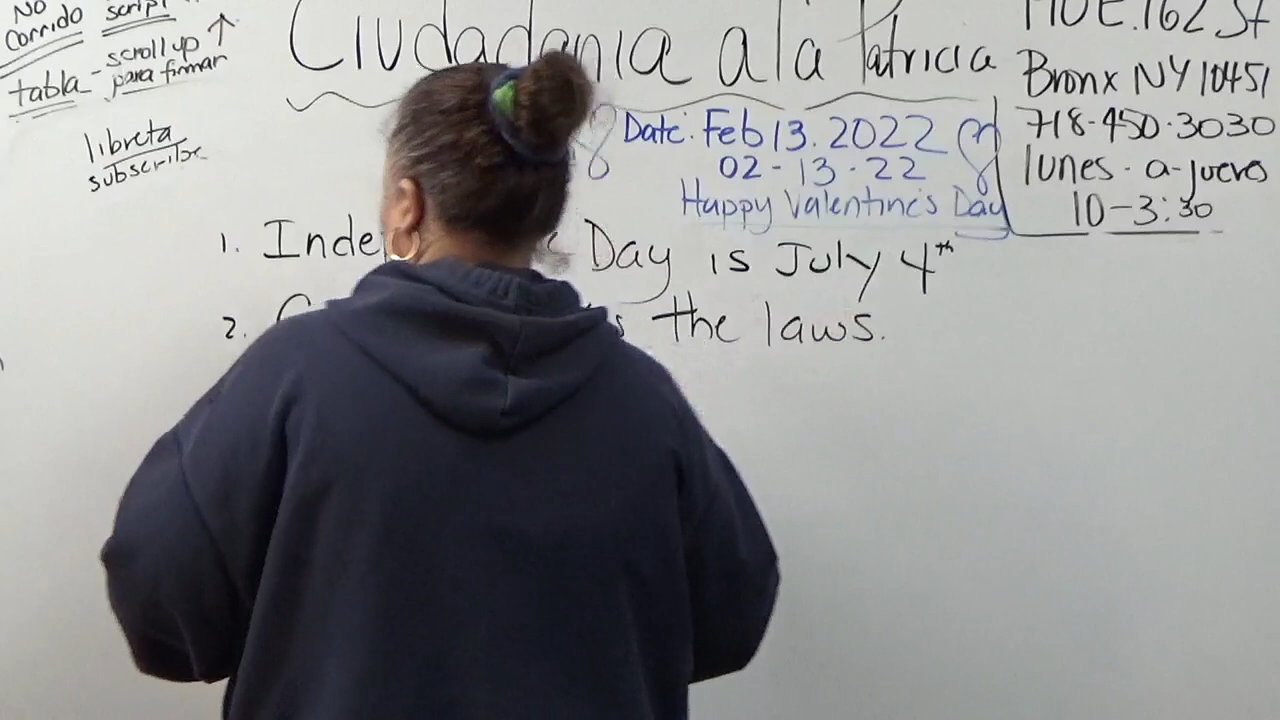 No script
Corrido
tabla - scroll up ↑
para firmar
libreta
subscribe
Ciudadania a la Patricia
Date: Feb 13. 2022
02-13-22
Happy Valentine's Day
E. 162 St
Bronx NY 10451
718-450-3030
lunes - a - jueves
10-3:30
1. Inde Day is July 4th
2. the laws.